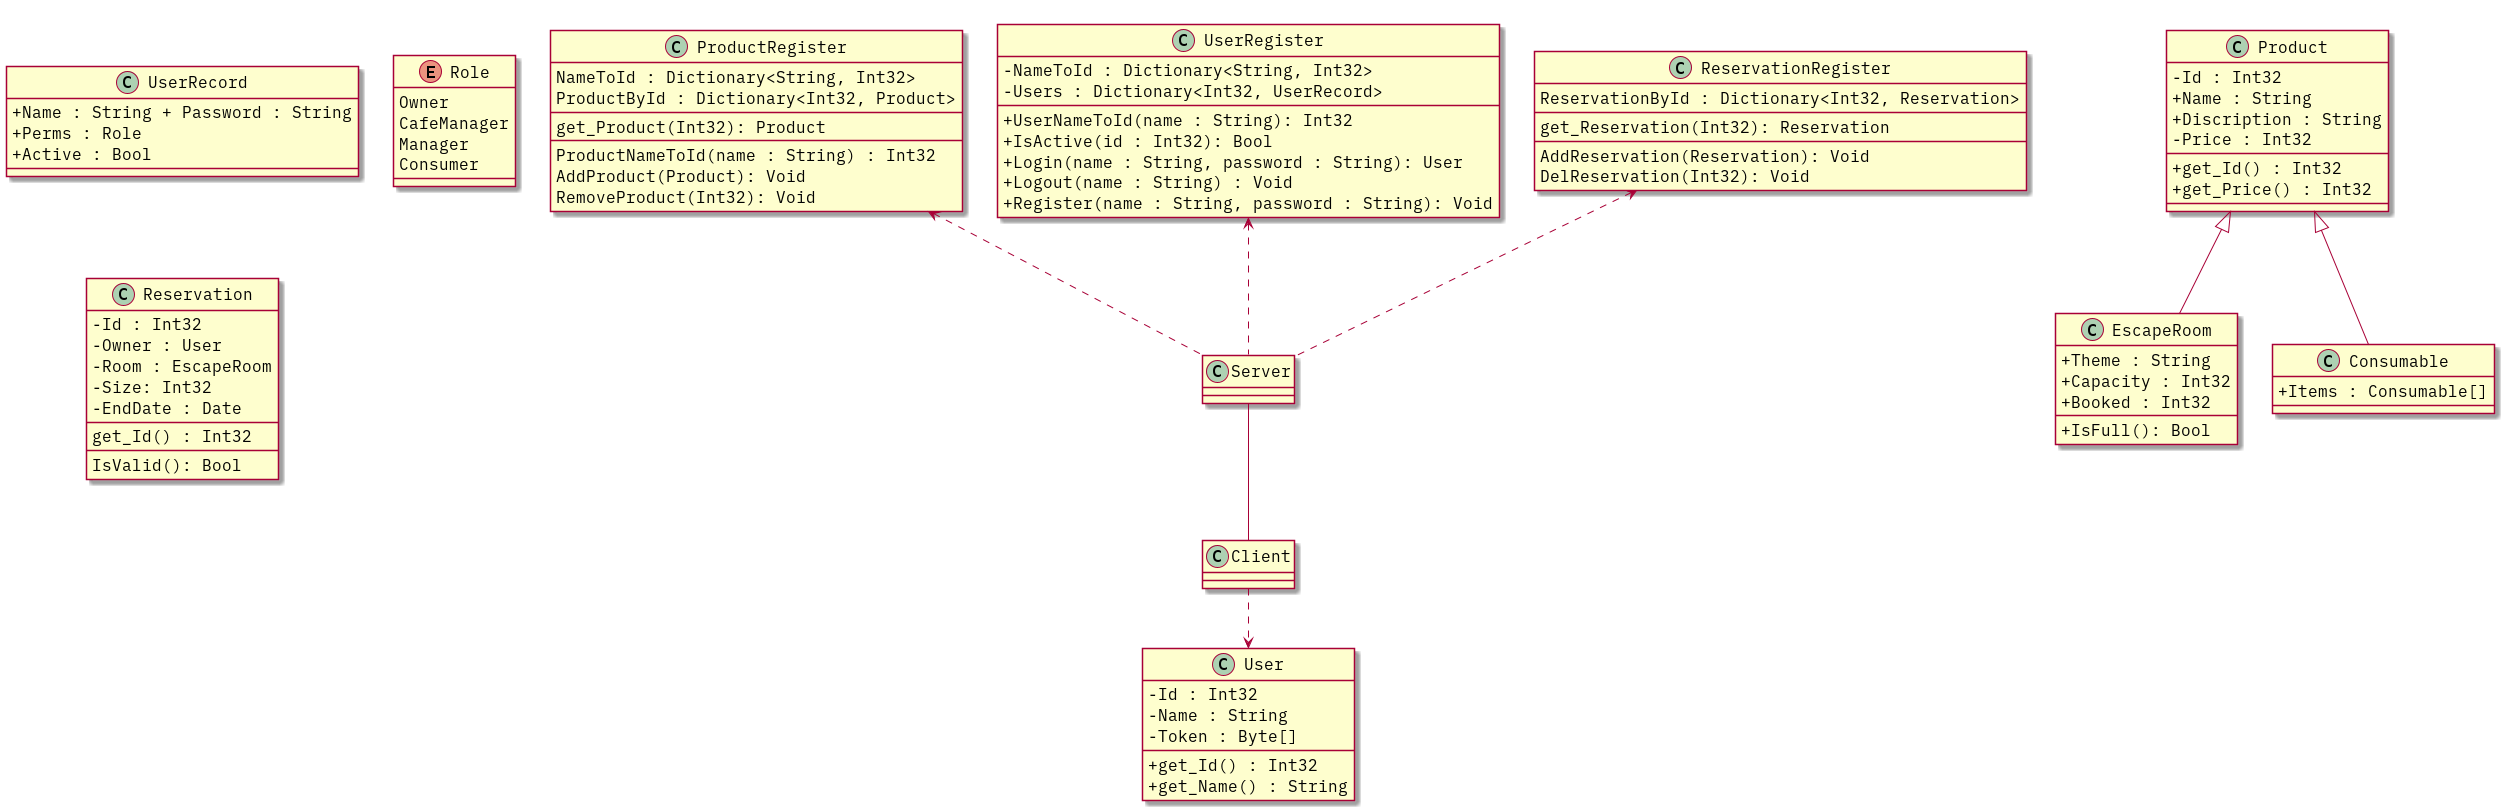 C UserRecord
+Name : String + Password : String
+Perms : Role
+Active : Bool
E Role
Owner
CafeManager
Manager
Consumer
C ProductRegister
NameToId : Dictionary<String, Int32>
ProductById : Dictionary<Int32, Product>
get_Product(Int32): Product
ProductNameToId(name : String) : Int32
AddProduct(Product): Void
RemoveProduct(Int32): Void
C UserRegister
-NameToId : Dictionary<String, Int32>
-Users : Dictionary<Int32, UserRecord>
+UserNameToId(name : String): Int32
+IsActive(id : Int32): Bool
+Login(name : String, password : String): User
+Logout(name : String) : Void
+Register(name : String, password : String): Void
C ReservationRegister
ReservationById : Dictionary<Int32, Reservation>
get_Reservation(Int32): Reservation
AddReservation(Reservation): Void
DelReservation(Int32): Void
C Product
-Id : Int32
+Name : String
+Discription : String
-Price : Int32
+get_Id() : Int32
+get_Price() : Int32
C Reservation
-Id : Int32
-Owner : User
-Room : EscapeRoom
-Size: Int32
-EndDate : Date
get_Id() : Int32
IsValid(): Bool
C Server
C EscapeRoom
+Theme : String
+Capacity : Int32
+Booked : Int32
+IsFull(): Bool
C Consumable
+Items : Consumable[]
C Client
C User
-Id : Int32
-Name : String
-Token : Byte[]
+get_Id() : Int32
+get_Name() : String